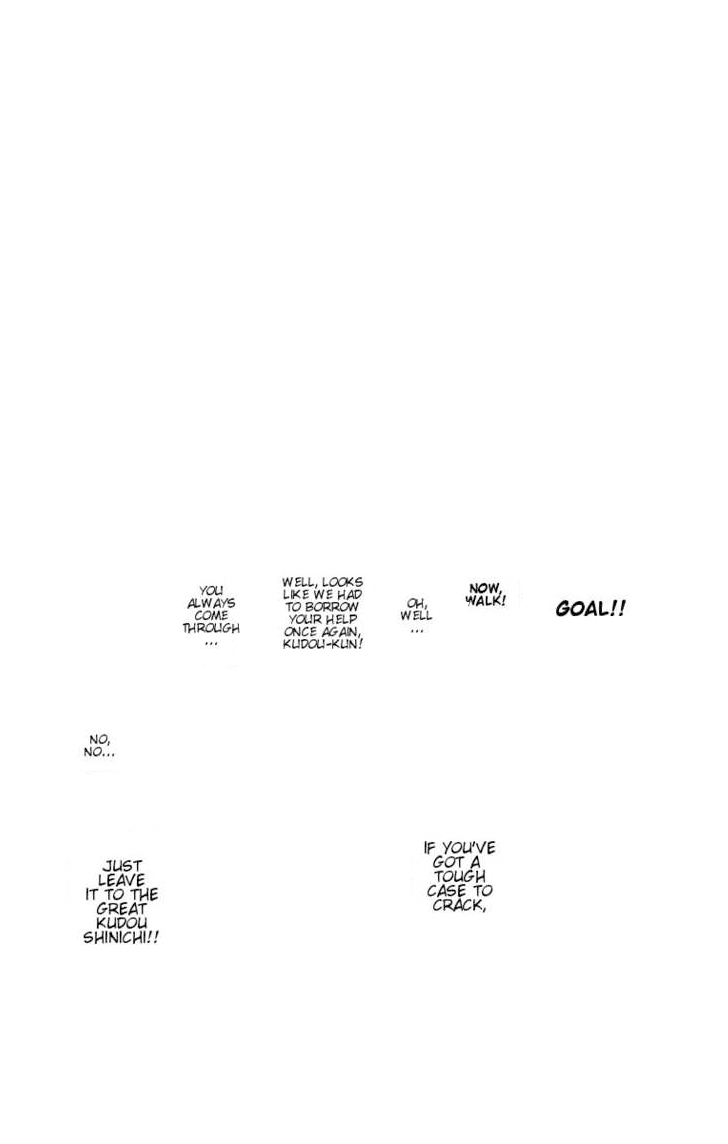 GOAL!!
NOW,
WALK!
OH,
WELL
...
WELL, LOOKS
LIKE WE HAD
TO BORROW
YOUR HELP
ONCE AGAIN,
KUDOU-KUN!
YOU
ALWAYS
COME
THROUGH
...
NO,
NO...
IF YOU'VE
GOT A
TOUGH
CASE TO
CRACK,
JUST
LEAVE
IT TO THE
GREAT
KUDOU
SHINICHI!!